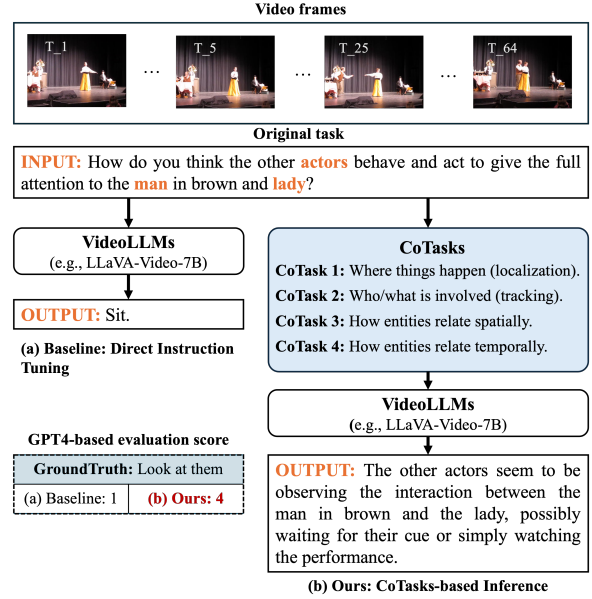 Video frames
T_1
...
T_5
...
T_25
...
T_64
Original task
INPUT: How do you think the other actors behave and act to give the full
attention to the man in brown and lady?
VideoLLMs
(e.g., LLaVA-Video-7B)
OUTPUT: Sit.
(a) Baseline: Direct Instruction
Tuning
CoTasks
CoTask 1: Where things happen (localization).
CoTask 2: Who/what is involved (tracking).
CoTask 3: How entities relate spatially.
CoTask 4: How entities relate temporally.
VideoLLMs
(e.g., LLaVA-Video-7B)
GPT4-based evaluation score
GroundTruth: Look at them
(a) Baseline: 1
(b) Ours: 4
OUTPUT: The other actors seem to be
observing the interaction between the
man in brown and the lady, possibly
waiting for their cue or simply watching
the performance.
(b) Ours: CoTasks-based Inference